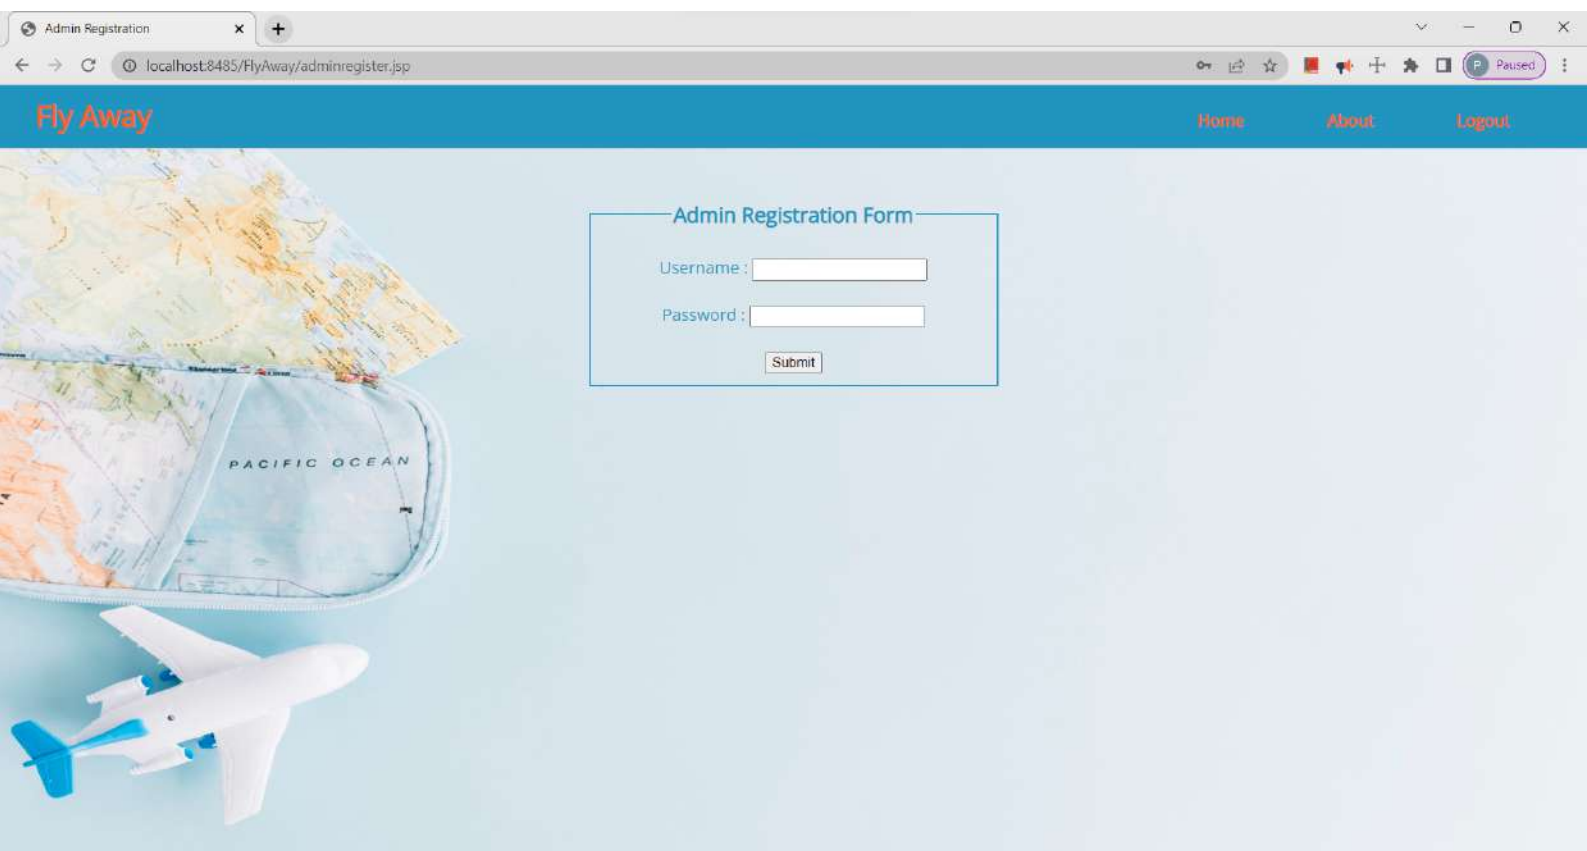 Admin Registration
localhost:8485/FlyAway/adminregister.jsp
P Paused
Fly Away
Home About Logout
Admin Registration Form
Username :
Password :
Submit
PACIFIC OCEAN